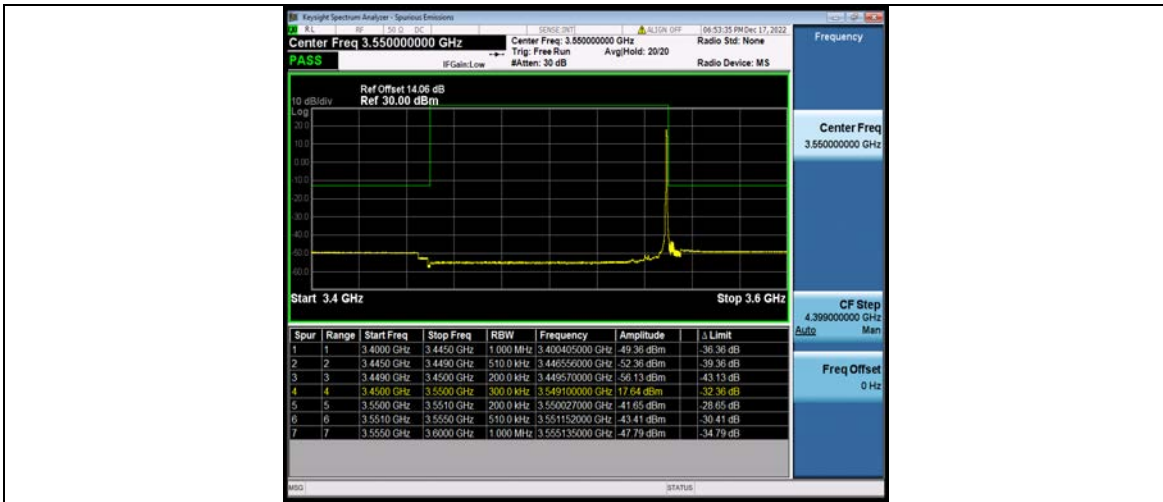 Keysight Spectrum Analyzer - Spurious Emissions
RL RF 50 Ω DC SENSE:INT ALIGN OFF 06:53:35 PM Dec 17, 2022
Center Freq 3.550000000 GHz Center Freq: 3.550000000 GHz Radio Std: None Frequency
Trig: Free Run Avg|Hold: 20/20
PASS IFGain:Low #Atten: 30 dB Radio Device: MS
Ref Offset 14.06 dB
10 dB/div Ref 30.00 dBm
Log
20.0
10.0
0.00
-10.0
-20.0
-30.0
-40.0
-50.0
-60.0
Start 3.4 GHz Stop 3.6 GHz
Center Freq
3.550000000 GHz
CF Step
4.399000000 GHz
Auto Man
Freq Offset
0 Hz
Spur Range Start Freq Stop Freq RBW Frequency Amplitude Δ Limit
1 1 3.4000 GHz 3.4450 GHz 1.000 MHz 3.400405000 GHz -49.36 dBm -36.36 dB
2 2 3.4450 GHz 3.4490 GHz 510.0 kHz 3.446556000 GHz -52.36 dBm -39.36 dB
3 3 3.4490 GHz 3.4500 GHz 200.0 kHz 3.449570000 GHz -56.13 dBm -43.13 dB
4 4 3.4500 GHz 3.5500 GHz 300.0 kHz 3.549100000 GHz 17.64 dBm -32.36 dB
5 5 3.5500 GHz 3.5510 GHz 200.0 kHz 3.550027000 GHz -41.65 dBm -28.65 dB
6 6 3.5510 GHz 3.5550 GHz 510.0 kHz 3.551152000 GHz -43.41 dBm -30.41 dB
7 7 3.5550 GHz 3.6000 GHz 1.000 MHz 3.555135000 GHz -47.79 dBm -34.79 dB
MSG STATUS